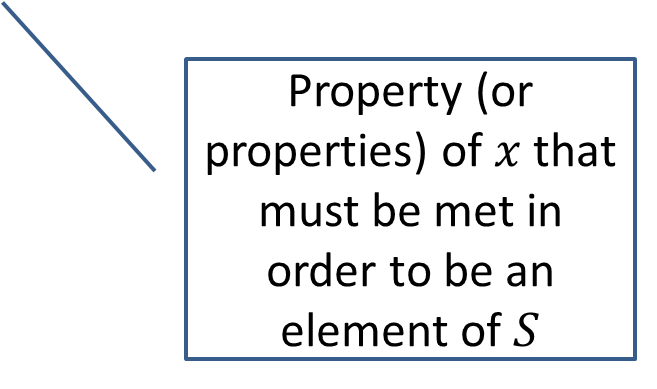 Property (or
properties) of x that
must be met in
order to be an
element of S